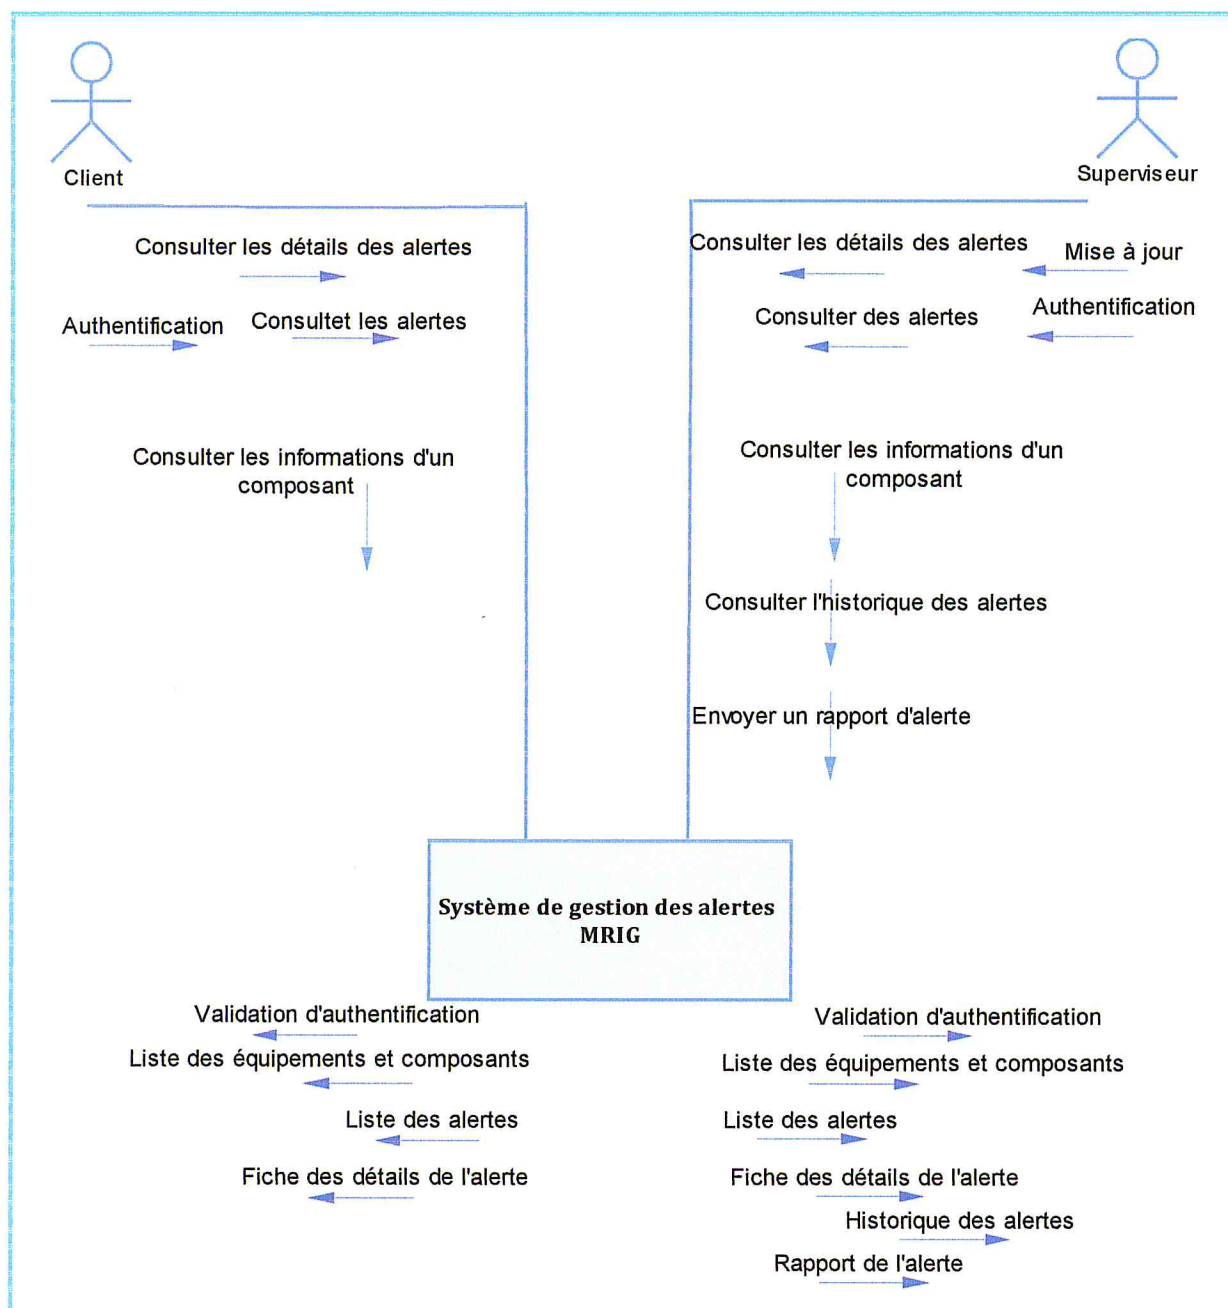 Client
Superviseur
Consulter les détails des alertes
Authentification
Consultet les alertes
Consulter les informations d'un
composant
Consulter les détails des alertes
Mise à jour
Consulter des alertes
Authentification
Consulter les informations d'un
composant
Consulter l'historique des alertes
Envoyer un rapport d'alerte
Système de gestion des alertes
MRIG
Validation d'authentification
Liste des équipements et composants
Liste des alertes
Fiche des détails de l'alerte
Validation d'authentification
Liste des équipements et composants
Liste des alertes
Fiche des détails de l'alerte
Historique des alertes
Rapport de l'alerte